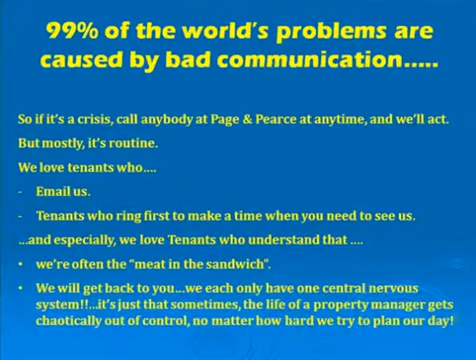 99% of the world's problems are
caused by bad communication…..
So if it's a crisis, call anybody at Page & Pearce at anytime, and we'll act.
But mostly, it's routine.
We love tenants who….
- Email us.
- Tenants who ring first to make a time when you need to see us.
…and especially, we love Tenants who understand that ….
• we're often the "meat in the sandwich".
• We will get back to you…we each only have one central nervous
system!!…it's just that sometimes, the life of a property manager gets
chaotically out of control, no matter how hard we try to plan our day!